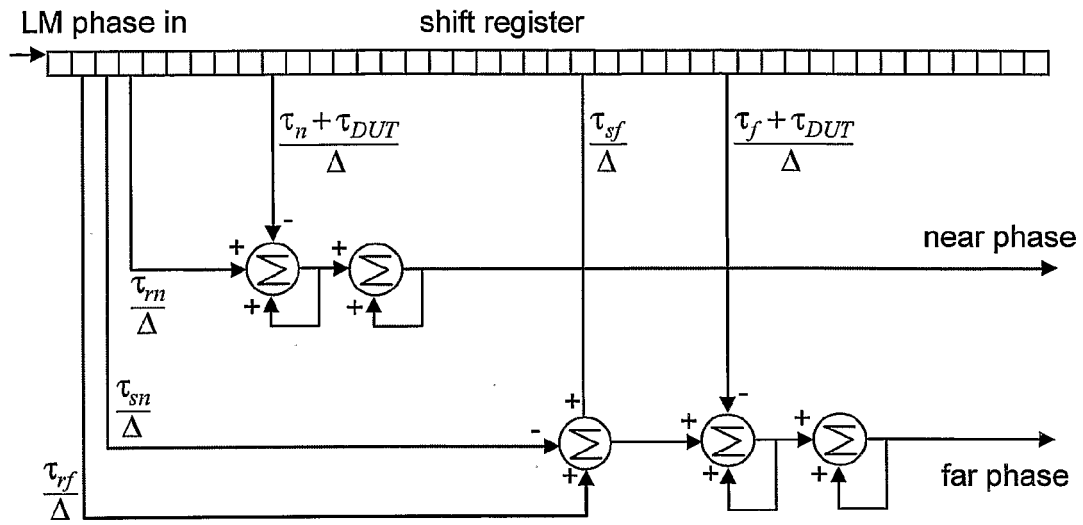 LM phase in
shift register
τn + τDUT
Δ
τsf
Δ
τf + τDUT
Δ
-
+
Σ
+
+
Σ
+
near phase
τrn
Δ
τsn
Δ
+
-
Σ
+
-
+
Σ
+
+
Σ
+
far phase
τrf
Δ